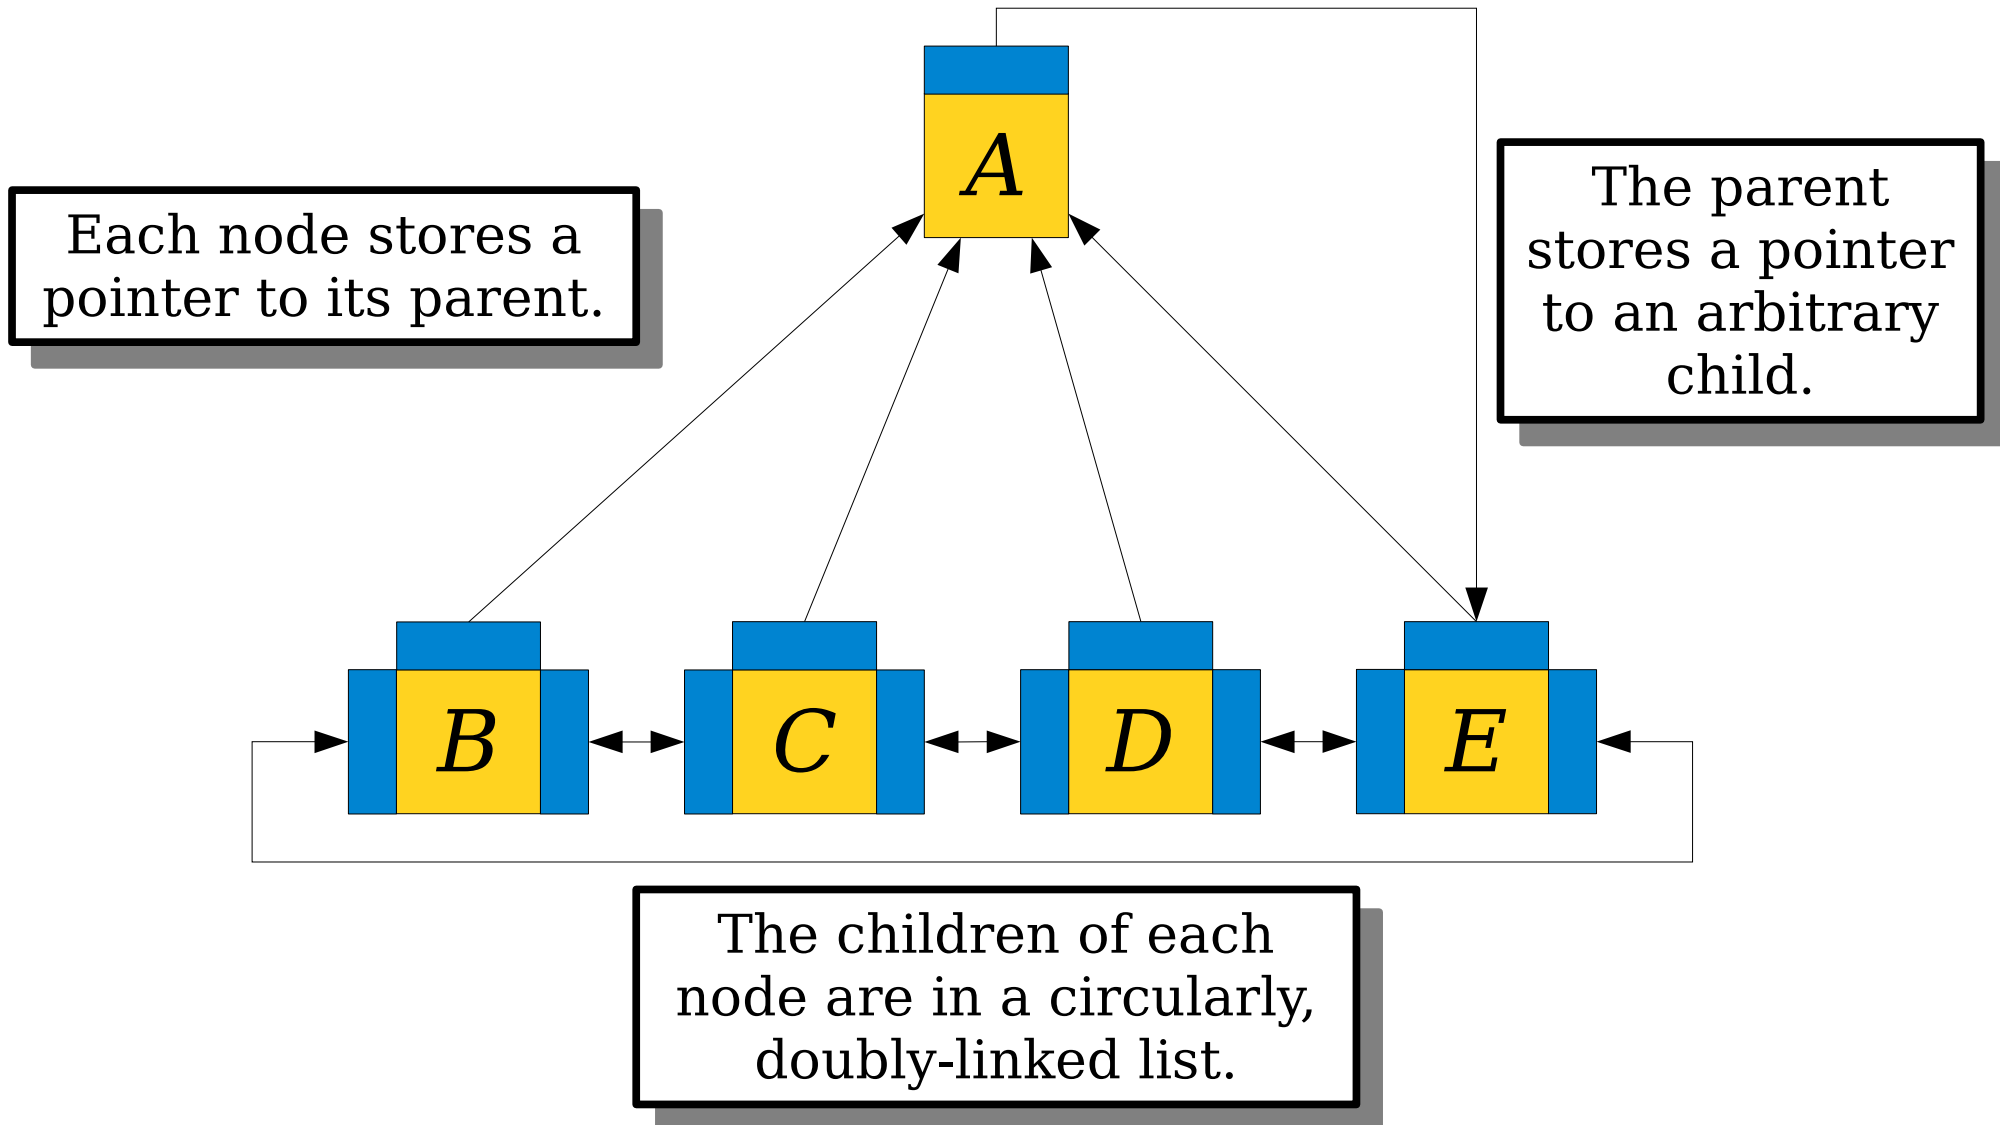 A
Each node stores a
pointer to its parent.
The parent
stores a pointer
to an arbitrary
child.
B
C
D
E
The children of each
node are in a circularly,
doubly-linked list.